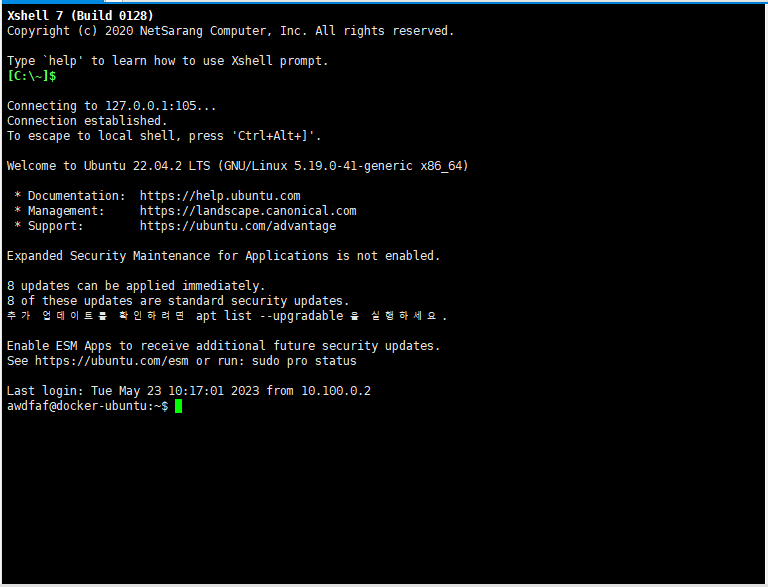 Xshell 7 (Build 0128)
Copyright (c) 2020 NetSarang Computer, Inc. All rights reserved.
Type `help' to learn how to use Xshell prompt.
[C:\~]$
Connecting to 127.0.0.1:105...
Connection established.
To escape to local shell, press 'Ctrl+Alt+]'.
Welcome to Ubuntu 22.04.2 LTS (GNU/Linux 5.19.0-41-generic x86_64)
* Documentation:  https://help.ubuntu.com
* Management:     https://landscape.canonical.com
* Support:        https://ubuntu.com/advantage
Expanded Security Maintenance for Applications is not enabled.
8 updates can be applied immediately.
8 of these updates are standard security updates.
추가 업데이트를 확인하려면 apt list --upgradable 을 실행하세요.
Enable ESM Apps to receive additional future security updates.
See https://ubuntu.com/esm or run: sudo pro status
Last login: Tue May 23 10:17:01 2023 from 10.100.0.2
awdfaf@docker-ubuntu:~$